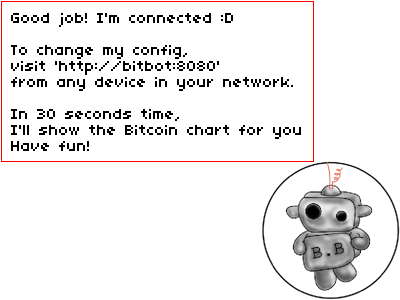 Good job! I'm connected :D
To change my config,
visit 'http://bitbot:8080'
from any device in your network.
In 30 seconds time,
I'll show the Bitcoin chart for you
Have fun!
B.B